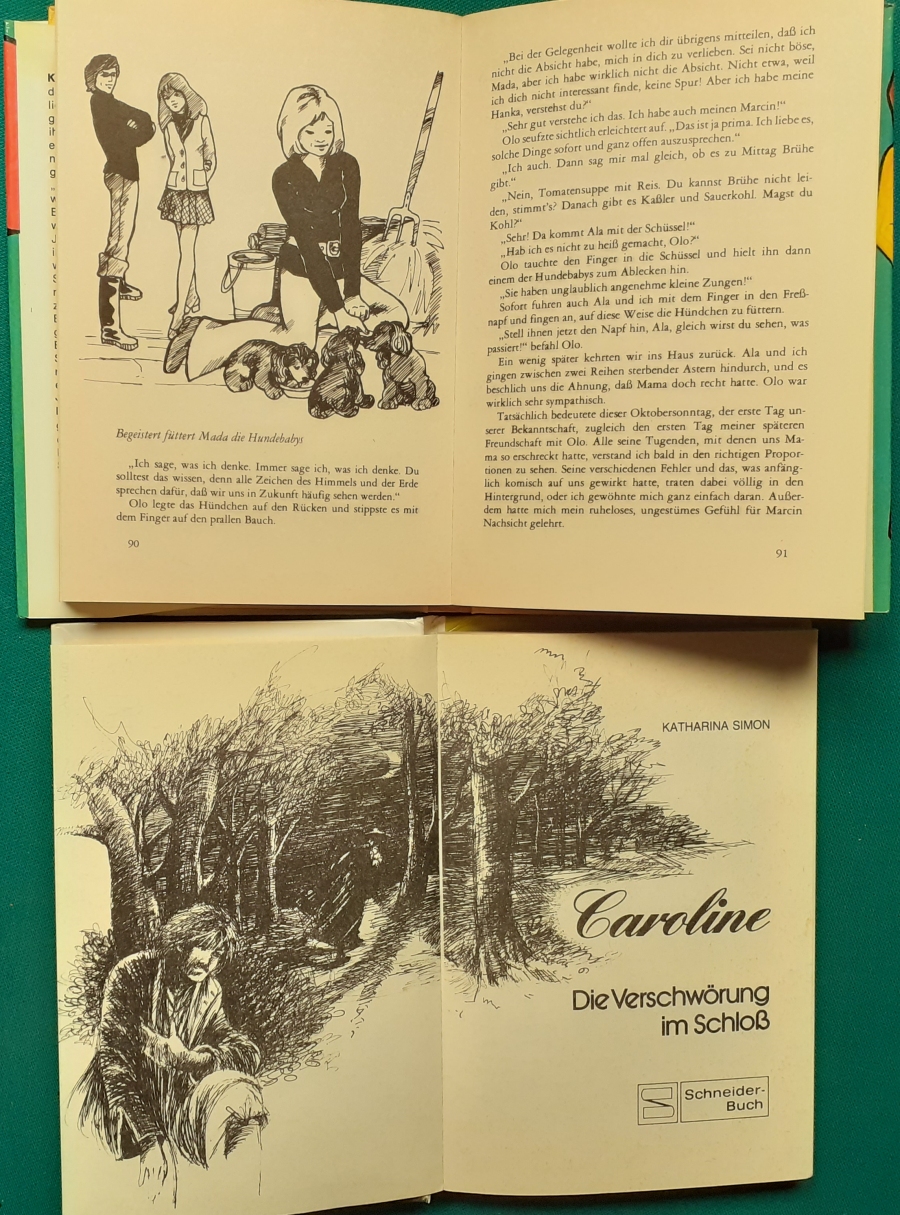 Begeistert füttert Mada die Hundebabys
„Ich sage, was ich denke. Immer sage ich, was ich denke. Du
solltest das wissen, denn alle Zeichen des Himmels und der Erde
sprechen dafür, daß wir uns in Zukunft häufig sehen werden.“
Olo legte das Hündchen auf den Rücken und stippste es mit
dem Finger auf den prallen Bauch.
90
„Bei der Gelegenheit wollte ich dir übrigens mitteilen, daß ich
nicht die Absicht habe, mich in dich zu verlieben. Sei nicht böse,
Mada, aber ich habe wirklich nicht die Absicht. Nicht etwa, weil
ich dich nicht interessant finde, keine Spur! Aber ich habe meine
Hanka, verstehst du?“
„Sehr gut verstehe ich das. Ich habe auch meinen Marcin!“
Olo seufzte sichtlich erleichtert auf. „Das ist ja prima. Ich liebe es,
solche Dinge sofort und ganz offen auszusprechen.“
„Ich auch. Dann sag mir mal gleich, ob es zu Mittag Brühe
gibt.“
„Nein, Tomatensuppe mit Reis. Du kannst Brühe nicht lei-
den, stimmt's? Danach gibt es Kaßler und Sauerkohl. Magst du
Kohl?“
„Sehr! Da kommt Ala mit der Schüssel!“
„Hab ich es nicht zu heiß gemacht, Olo?“
Olo tauchte den Finger in die Schüssel und hielt ihn dann
einem der Hundebabys zum Ablecken hin.
„Sie haben unglaublich angenehme kleine Zungen!“
Sofort fuhren auch Ala und ich mit dem Finger in den Freß-
napf und fingen an, auf diese Weise die Hündchen zu füttern.
„Stell ihnen jetzt den Napf hin, Ala, gleich wirst du sehen, was
passiert!“ befahl Olo.
Ein wenig später kehrten wir ins Haus zurück. Ala und ich
gingen zwischen zwei Reihen sterbender Astern hindurch, und es
beschlich uns die Ahnung, daß Mama doch recht hatte. Olo war
wirklich sehr sympathisch.
Tatsächlich bedeutete dieser Oktobersonntag, der erste Tag un-
serer Bekanntschaft, zugleich den ersten Tag meiner späteren
Freundschaft mit Olo. Alle seine Tugenden, mit denen uns Ma-
ma so erschreckt hatte, verstand ich bald in den richtigen Propor-
tionen zu sehen. Seine verschiedenen Fehler und das, was anfäng-
lich komisch auf uns gewirkt hatte, traten dabei völlig in den
Hintergrund, oder ich gewöhnte mich ganz einfach daran. Außer-
dem hatte mich mein ruheloses, ungestümes Gefühl für Marcin
Nachsicht gelehrt.
91
KATHARINA SIMON
Caroline
Die Verschwörung
im Schloß
Schneider-
Buch